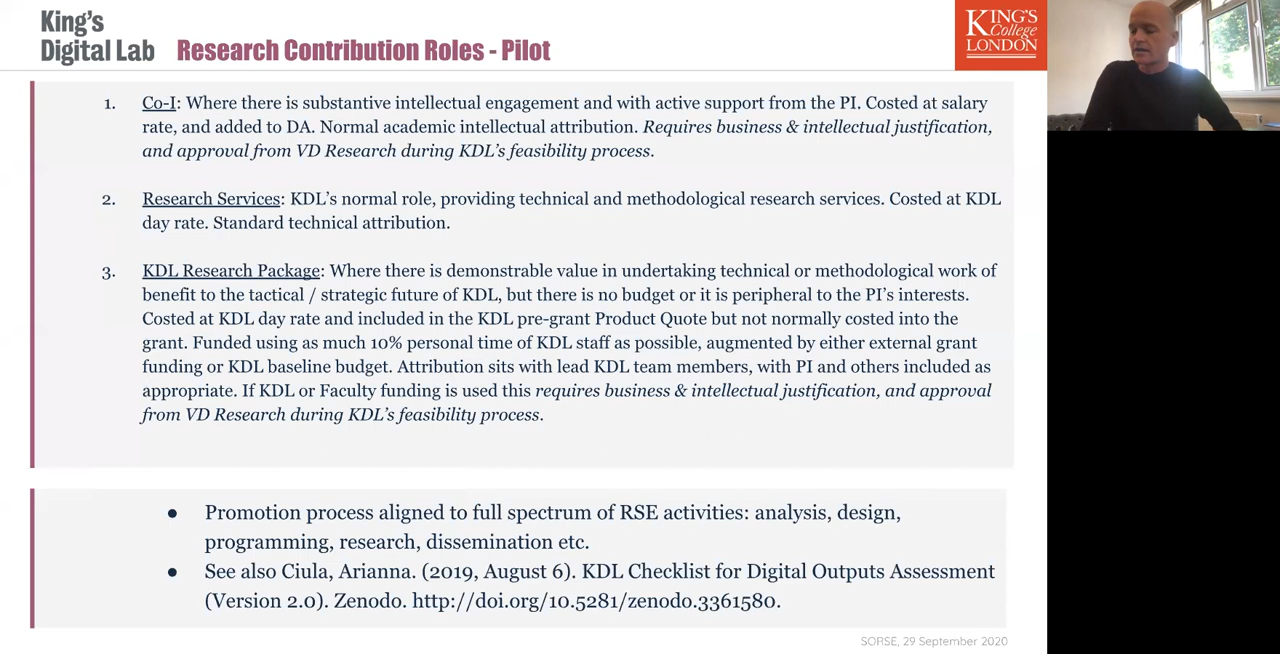 King's
Digital Lab
Research Contribution Roles - Pilot
KING'S
College
LONDON
1. Co-I: Where there is substantive intellectual engagement and with active support from the PI. Costed at salary
rate, and added to DA. Normal academic intellectual attribution. Requires business & intellectual justification,
and approval from VD Research during KDL's feasibility process.
2. Research Services: KDL's normal role, providing technical and methodological research services. Costed at KDL
day rate. Standard technical attribution.
3. KDL Research Package: Where there is demonstrable value in undertaking technical or methodological work of
benefit to the tactical / strategic future of KDL, but there is no budget or it is peripheral to the PI's interests.
Costed at KDL day rate and included in the KDL pre-grant Product Quote but not normally costed into the
grant. Funded using as much 10% personal time of KDL staff as possible, augmented by either external grant
funding or KDL baseline budget. Attribution sits with lead KDL team members, with PI and others included as
appropriate. If KDL or Faculty funding is used this requires business & intellectual justification, and approval
from VD Research during KDL's feasibility process.
● Promotion process aligned to full spectrum of RSE activities: analysis, design,
programming, research, dissemination etc.
● See also Ciula, Arianna. (2019, August 6). KDL Checklist for Digital Outputs Assessment
(Version 2.0). Zenodo. http://doi.org/10.5281/zenodo.3361580.
SORSE, 29 September 2020